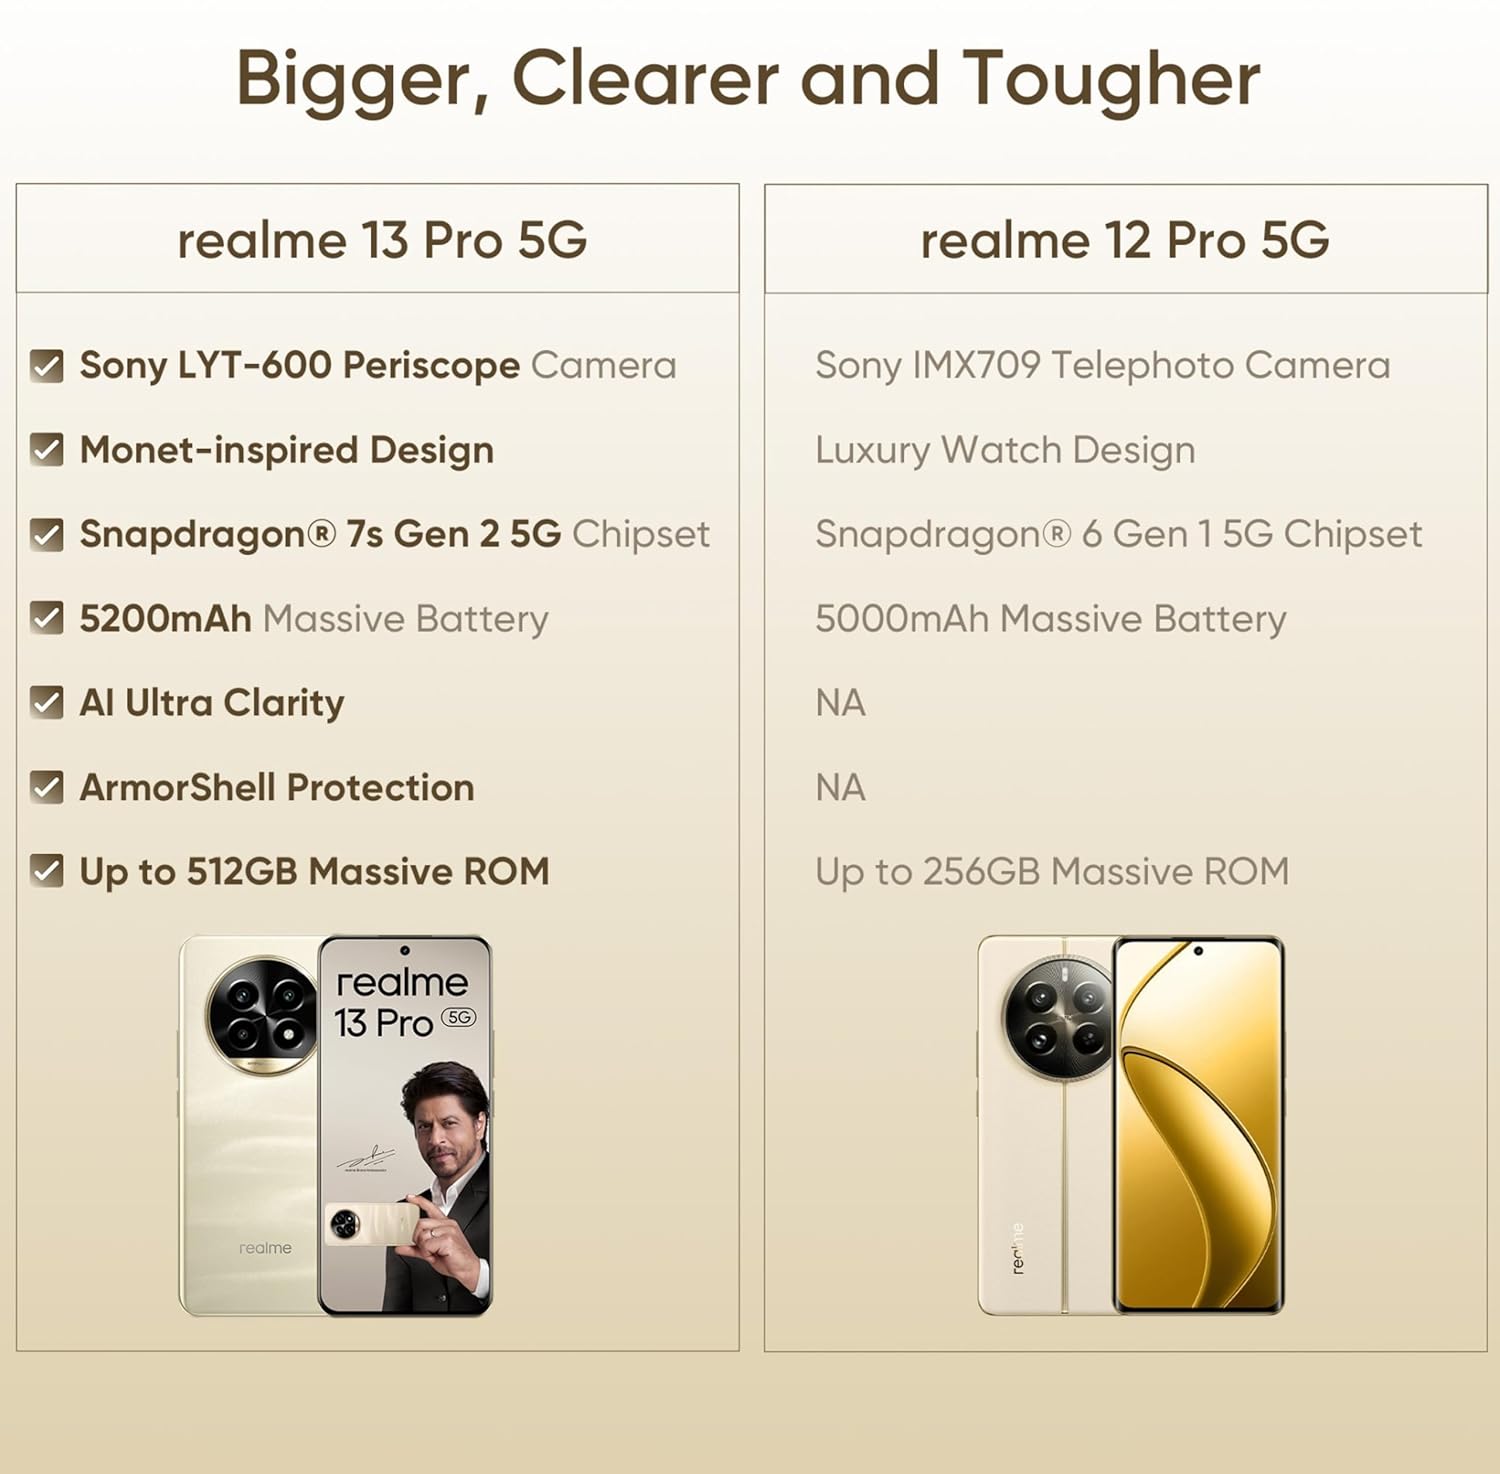 Bigger, Clearer and Tougher
realme 13 Pro 5G
Sony LYT-600 Periscope Camera
Monet-inspired Design
Snapdragon® 7s Gen 2 5G Chipset
5200mAh Massive Battery
AI Ultra Clarity
ArmorShell Protection
Up to 512GB Massive ROM
realme
13 Pro 5G
realme
realme 12 Pro 5G
Sony IMX709 Telephoto Camera
Luxury Watch Design
Snapdragon® 6 Gen 1 5G Chipset
5000mAh Massive Battery
NA
NA
Up to 256GB Massive ROM
realme